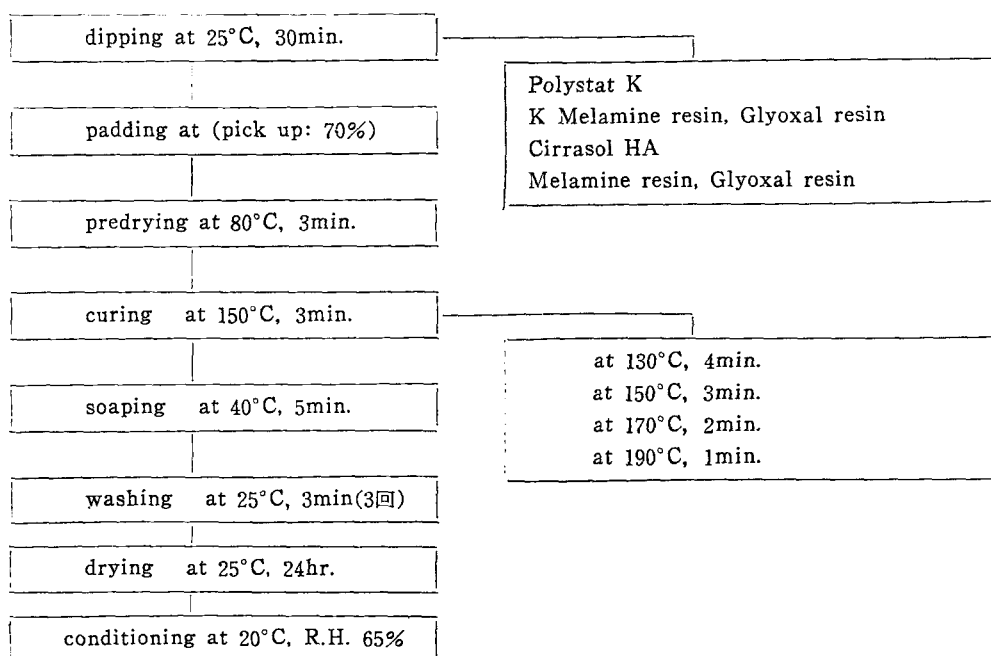 dipping at 25°C, 30min.
Polystat K
K Melamine resin, Glyoxal resin
Cirrasol HA
Melamine resin, Glyoxal resin
padding at (pick up: 70%)
predrying at 80°C, 3min.
curing at 150°C, 3min.
at 130°C, 4min.
at 150°C, 3min.
at 170°C, 2min.
at 190°C, 1min.
soaping at 40°C, 5min.
washing at 25°C, 3min(3回)
drying at 25°C, 24hr.
conditioning at 20°C, R.H. 65%